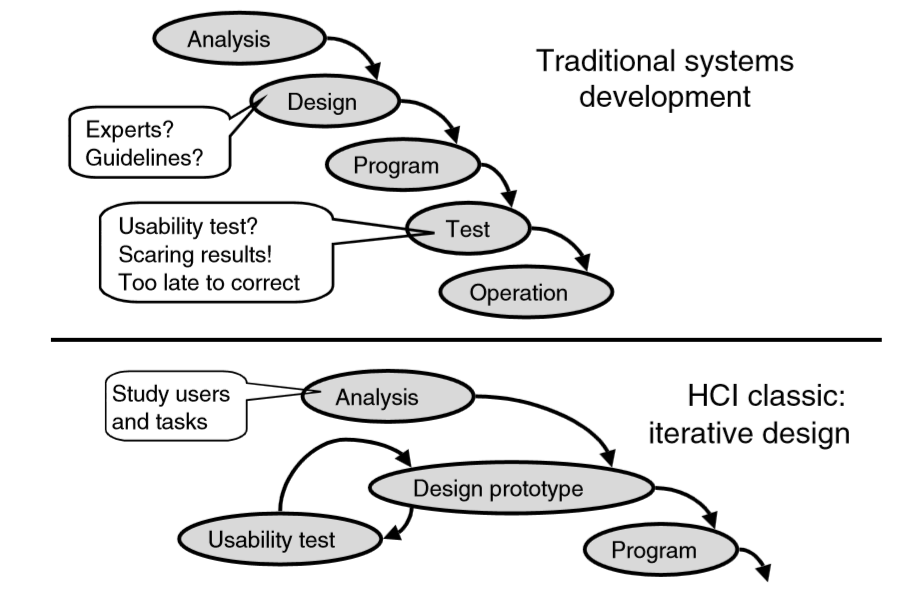 Analysis
Traditional systems
development
Design
Experts?
Guidelines?
Program
Usability test?
Scaring results!
Too late to correct
Test
Operation
Study users
and tasks
Analysis
HCI classic:
iterative design
Design prototype
Usability test
Program